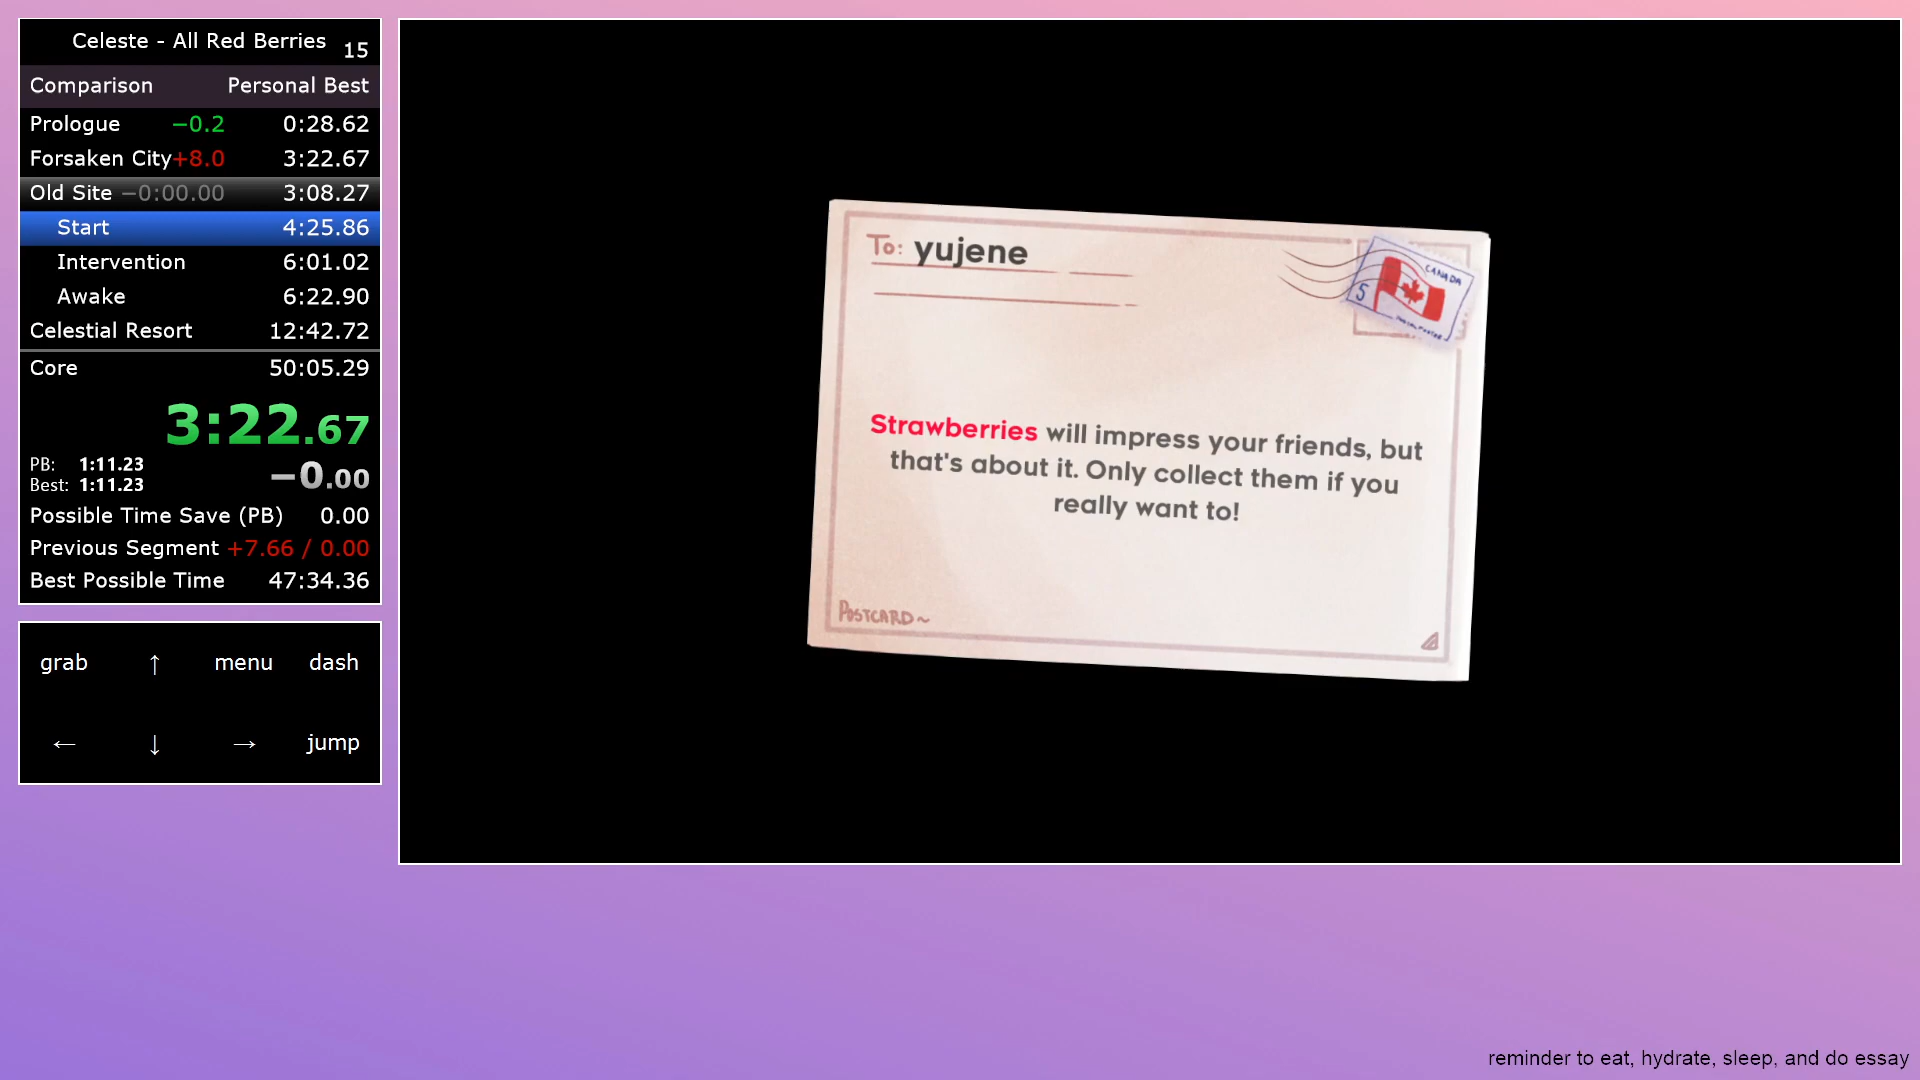 Celeste - All Red Berries 15
Comparison Personal Best
Prologue −0.2 0:28.62
Forsaken City +8.0 3:22.67
Old Site −0:00.00 3:08.27
Start 4:25.86
Intervention 6:01.02
Awake 6:22.90
Celestial Resort 12:42.72
Core 50:05.29
3:22.67
PB: 1:11.23
Best: 1:11.23
−0.00
Possible Time Save (PB) 0.00
Previous Segment +7.66 / 0.00
Best Possible Time 47:34.36
grab ↑ menu dash
← ↓ → jump
To: yujene
CANADA
5
Strawberries will impress your friends, but
that's about it. Only collect them if you
really want to!
POSTCARD~
reminder to eat, hydrate, sleep, and do essay